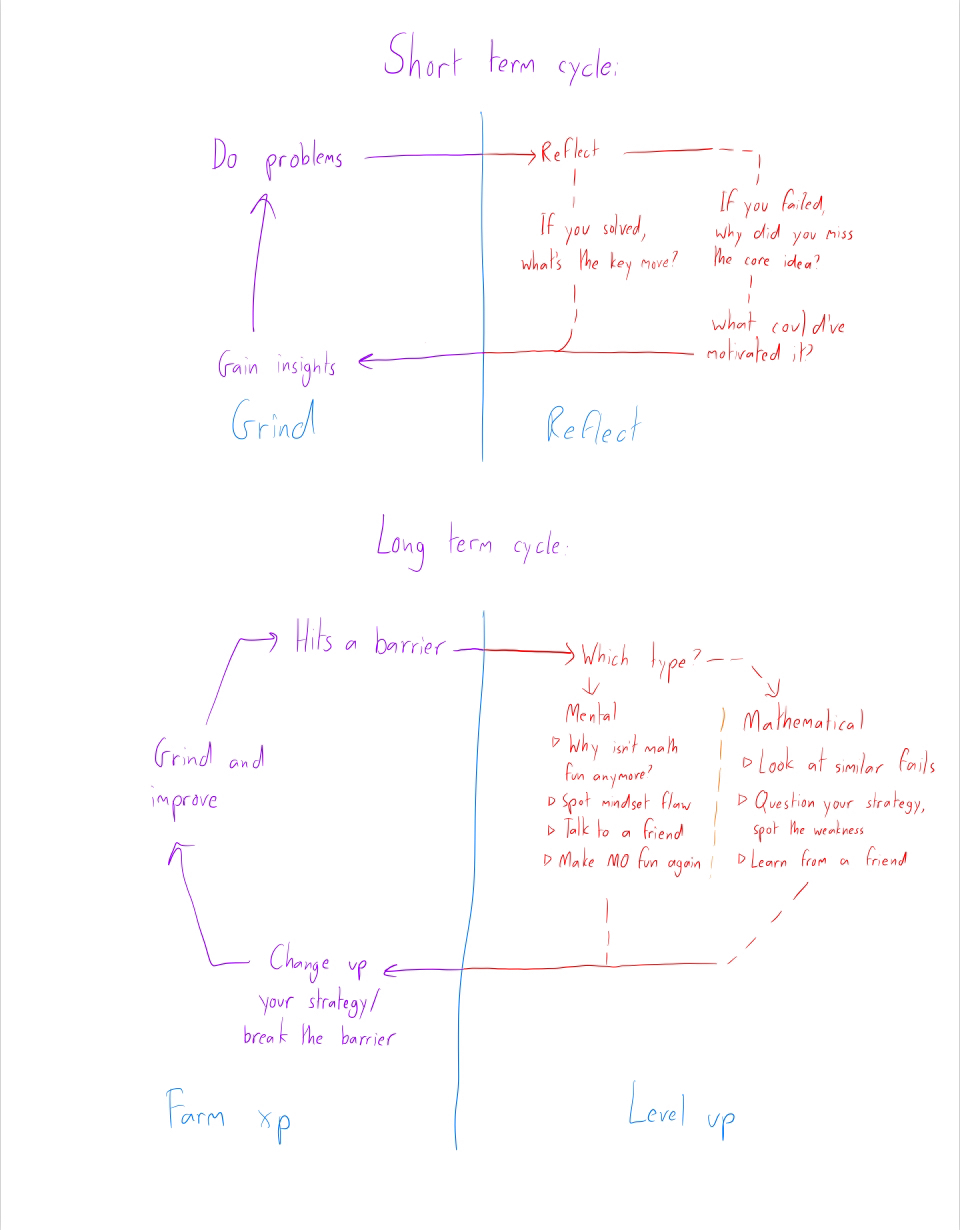 Short term cycle:
Do problems
Reflect
If you solved,
what's the key move?
If you failed,
why did you miss
the core idea?
what could've
motivated it?
Gain insights
Grind
Reflect
Long term cycle:
Hits a barrier
Which type?
Mental
▷ Why isn't math
fun anymore?
▷ Spot mindset flaw
▷ Talk to a friend
▷ Make MO fun again
Mathematical
▷ Look at similar fails
▷ Question your strategy,
spot the weakness
▷ Learn from a friend
Grind and
improve
Change up
your strategy/
break the barrier
Farm xp
Level up